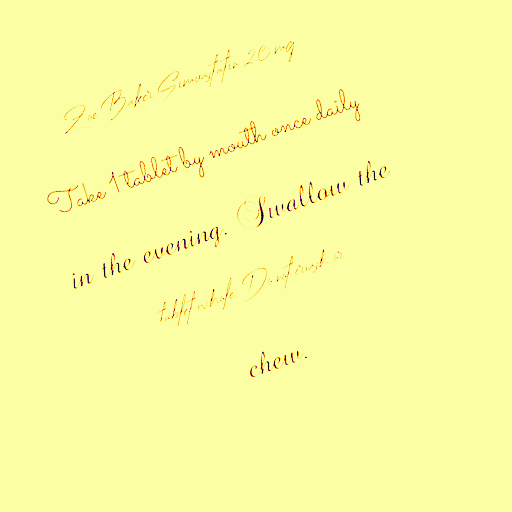 Zoe Baker Simvastatin 20 mg
Take 1 tablet by mouth once daily
in the evening. Swallow the
tablet whole. Do not crush or
chew.